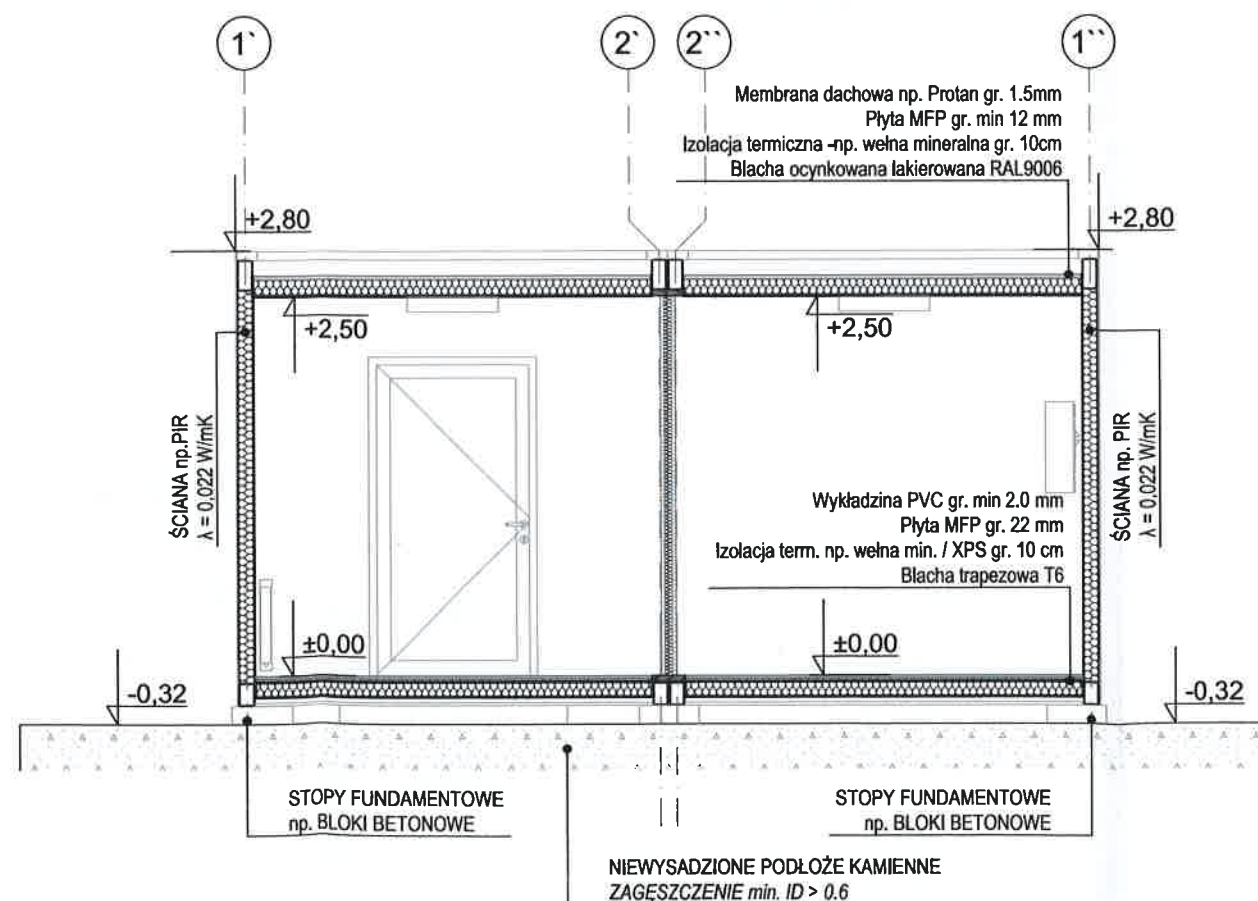 1`
2`
2``
1``
Membrana dachowa np. Protan gr. 1.5mm
Płyta MFP gr. min 12 mm
Izolacja termiczna -np. wełna mineralna gr. 10cm
Blacha ocynkowana lakierowana RAL9006
+2,80
+2,80
+2,50
+2,50
ŚCIANA np.PIR
λ = 0,022 W/mK
ŚCIANA np. PIR
λ = 0,022 W/mK
Wykładzina PVC gr. min 2.0 mm
Płyta MFP gr. 22 mm
Izolacja term. np. wełna min. / XPS gr. 10 cm
Blacha trapezowa T6
±0,00
±0,00
-0,32
-0,32
STOPY FUNDAMENTOWE
np. BLOKI BETONOWE
STOPY FUNDAMENTOWE
np. BLOKI BETONOWE
NIEWYSADZIONE PODŁOŻE KAMIENNE
ZAGĘSZCZENIE min. ID > 0.6